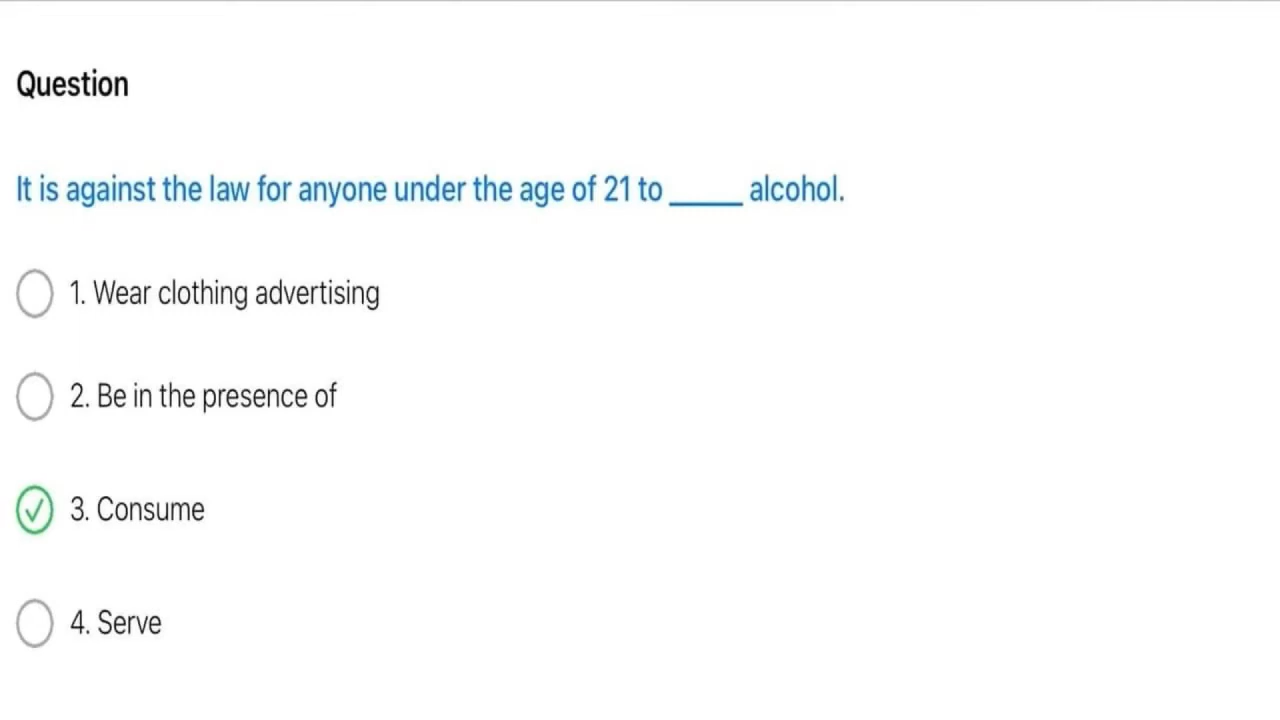 Question
It is against the law for anyone under the age of 21 to _____ alcohol.
1. Wear clothing advertising
2. Be in the presence of
3. Consume
4. Serve